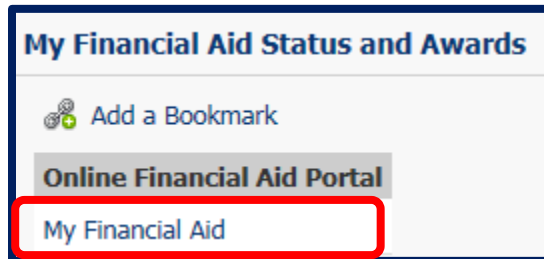 My Financial Aid Status and Awards
Add a Bookmark
Online Financial Aid Portal
My Financial Aid